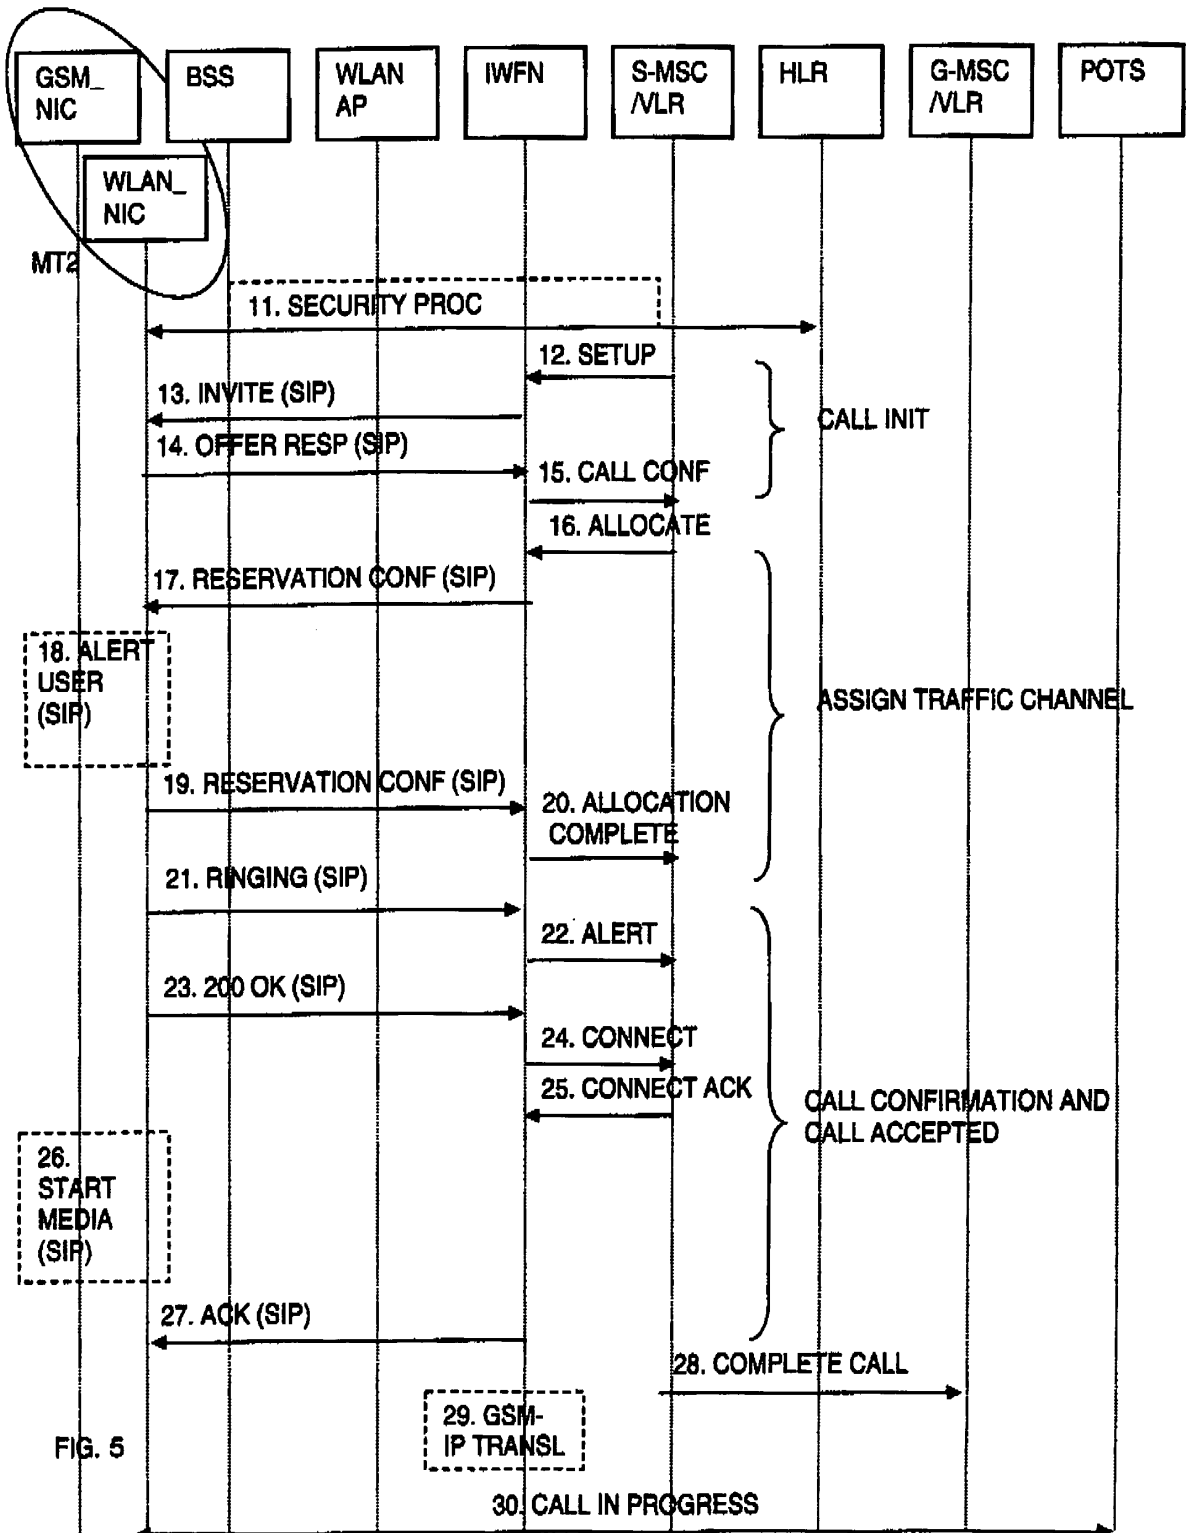 GSM_
NIC
BSS
WLAN
AP
IWFN
S-MSC
/VLR
HLR
G-MSC
/VLR
POTS
WLAN_
NIC
MT2
11. SECURITY PROC
12. SETUP
13. INVITE (SIP)
CALL INIT
14. OFFER RESP (SIP)
15. CALL CONF
16. ALLOCATE
17. RESERVATION CONF (SIP)
18. ALERT
USER
(SIP)
ASSIGN TRAFFIC CHANNEL
19. RESERVATION CONF (SIP)
20. ALLOCATION
COMPLETE
21. RINGING (SIP)
22. ALERT
23. 200 OK (SIP)
24. CONNECT
25. CONNECT ACK
CALL CONFIRMATION AND
CALL ACCEPTED
26.
START
MEDIA
(SIP)
27. ACK (SIP)
28. COMPLETE CALL
29. GSM-
IP TRANSL
FIG. 5
30. CALL IN PROGRESS